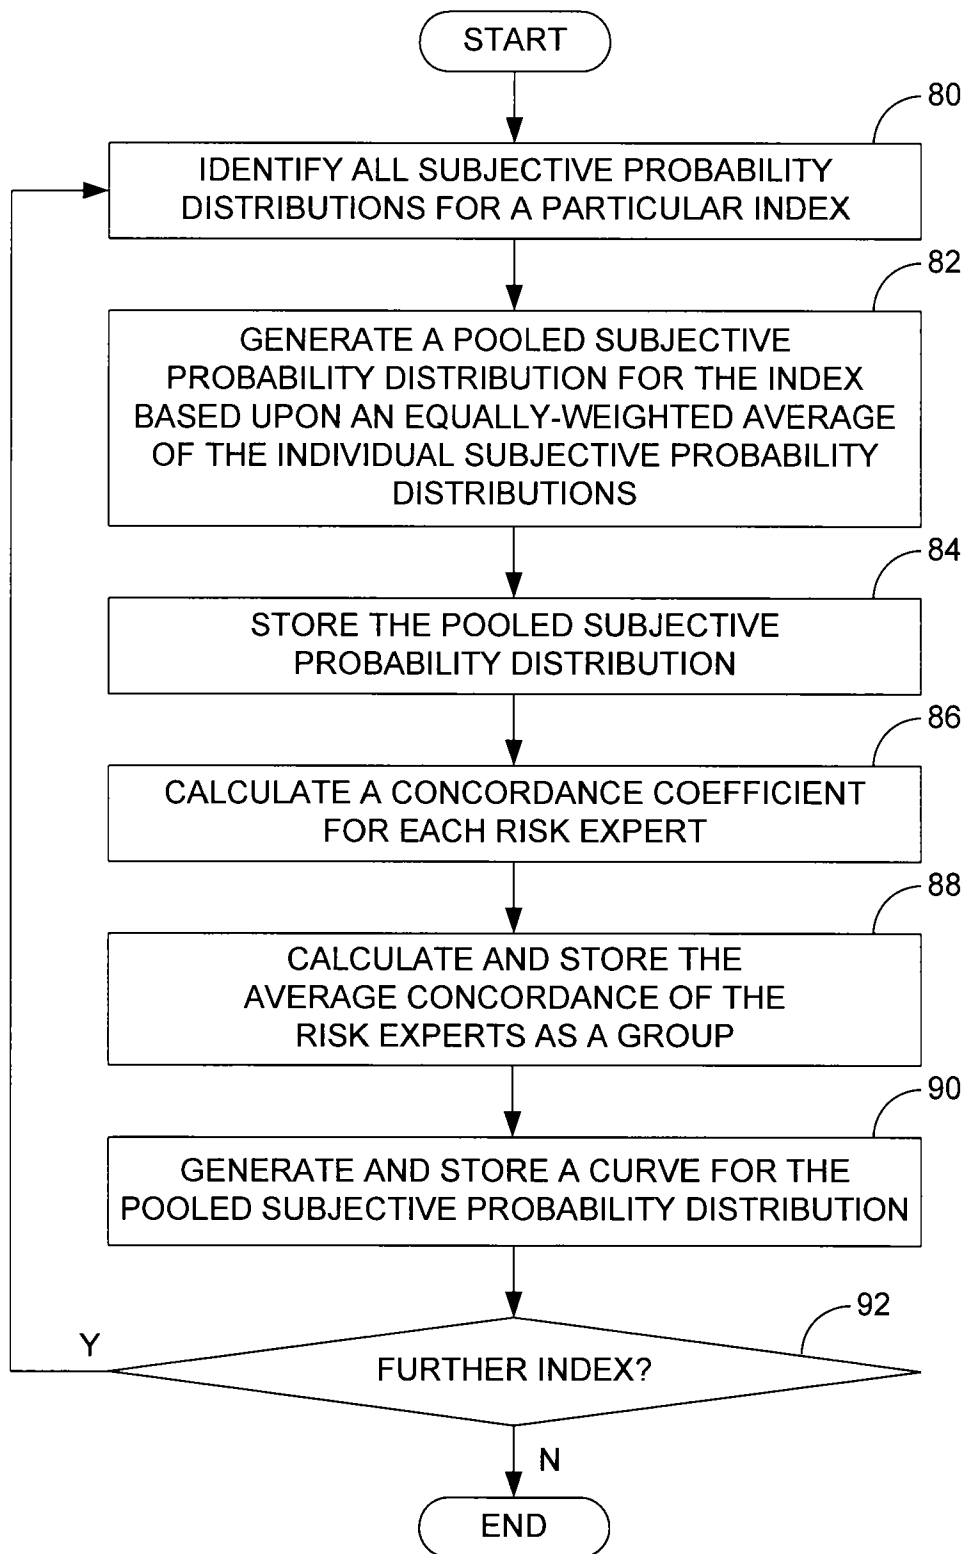 START
80
IDENTIFY ALL SUBJECTIVE PROBABILITY
DISTRIBUTIONS FOR A PARTICULAR INDEX
82
GENERATE A POOLED SUBJECTIVE
PROBABILITY DISTRIBUTION FOR THE INDEX
BASED UPON AN EQUALLY-WEIGHTED AVERAGE
OF THE INDIVIDUAL SUBJECTIVE PROBABILITY
DISTRIBUTIONS
84
STORE THE POOLED SUBJECTIVE
PROBABILITY DISTRIBUTION
86
CALCULATE A CONCORDANCE COEFFICIENT
FOR EACH RISK EXPERT
88
CALCULATE AND STORE THE
AVERAGE CONCORDANCE OF THE
RISK EXPERTS AS A GROUP
90
GENERATE AND STORE A CURVE FOR THE
POOLED SUBJECTIVE PROBABILITY DISTRIBUTION
92
Y
FURTHER INDEX?
N
END